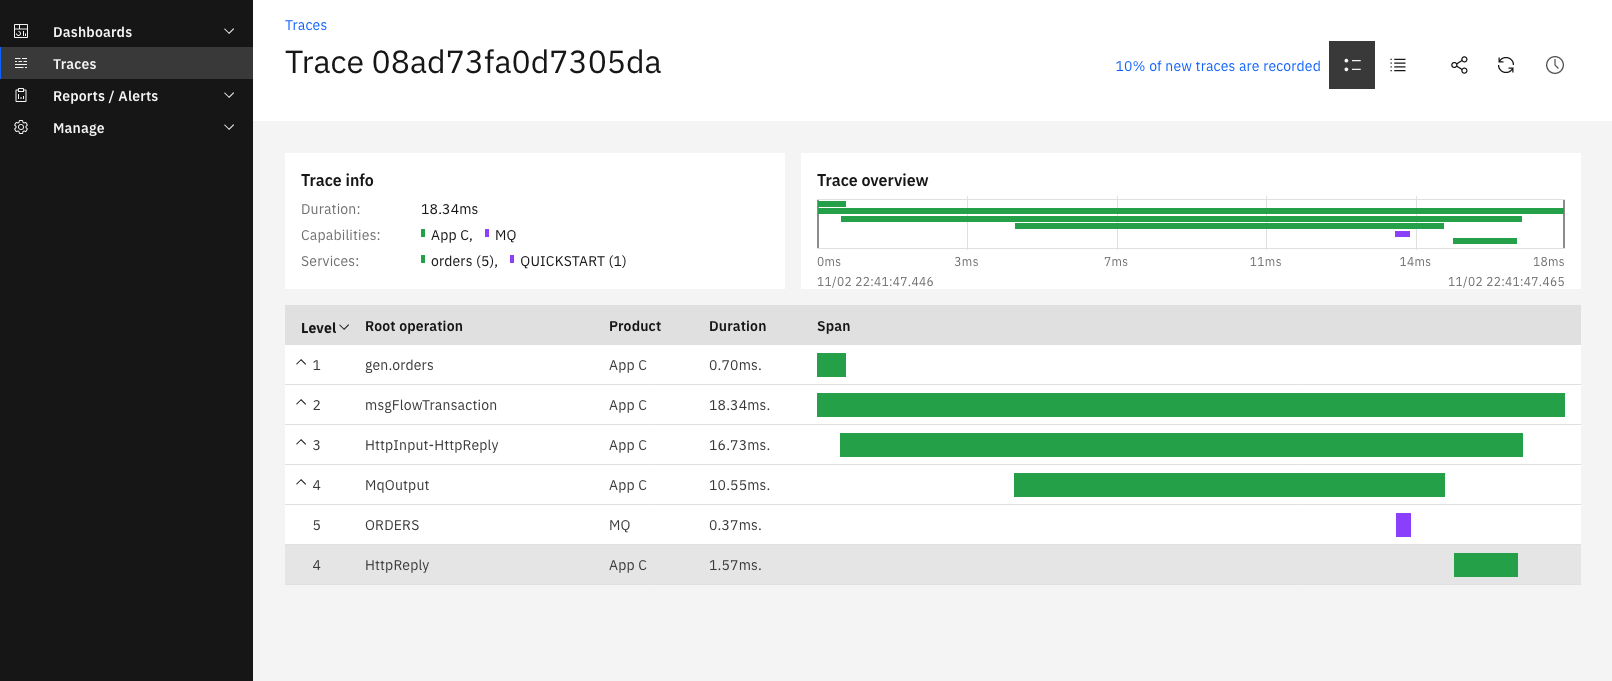 Dashboards
Traces
Reports / Alerts
Manage
Traces
Trace 08ad73fa0d7305da
10% of new traces are recorded
Trace info
Duration: 18.34ms
Capabilities: App C, MQ
Services: orders (5), QUICKSTART (1)
Trace overview
0ms 3ms 7ms 11ms 14ms 18ms
11/02 22:41:47.446 11/02 22:41:47.465
Level Root operation Product Duration Span
1 gen.orders App C 0.70ms.
2 msgFlowTransaction App C 18.34ms.
3 HttpInput-HttpReply App C 16.73ms.
4 MqOutput App C 10.55ms.
5 ORDERS MQ 0.37ms.
4 HttpReply App C 1.57ms.